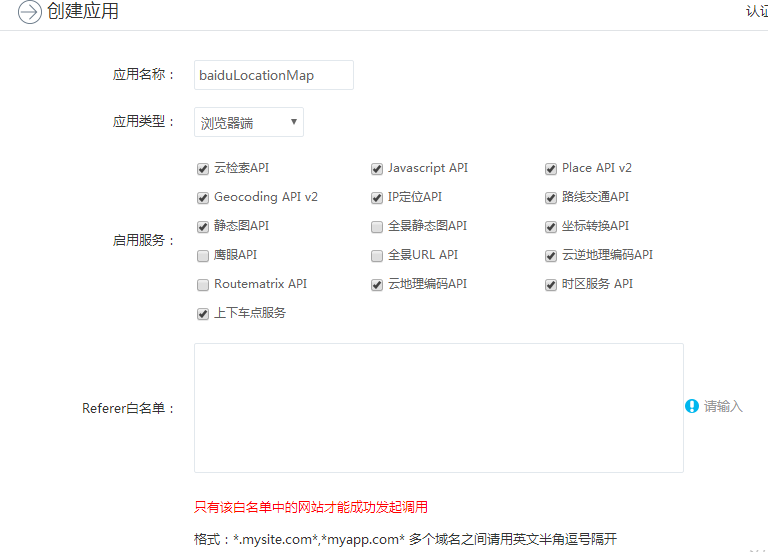 创建应用
认证
应用名称：
baiduLocationMap
应用类型：
浏览器端
启用服务：
云检索API
Javascript API
Place API v2
Geocoding API v2
IP定位API
路线交通API
静态图API
全景静态图API
坐标转换API
鹰眼API
全景URL API
云逆地理编码API
Routematrix API
云地理编码API
时区服务 API
上下车点服务
Referer白名单：
请输入
只有该白名单中的网站才能成功发起调用
格式：*.mysite.com*,*myapp.com* 多个域名之间请用英文半角逗号隔开